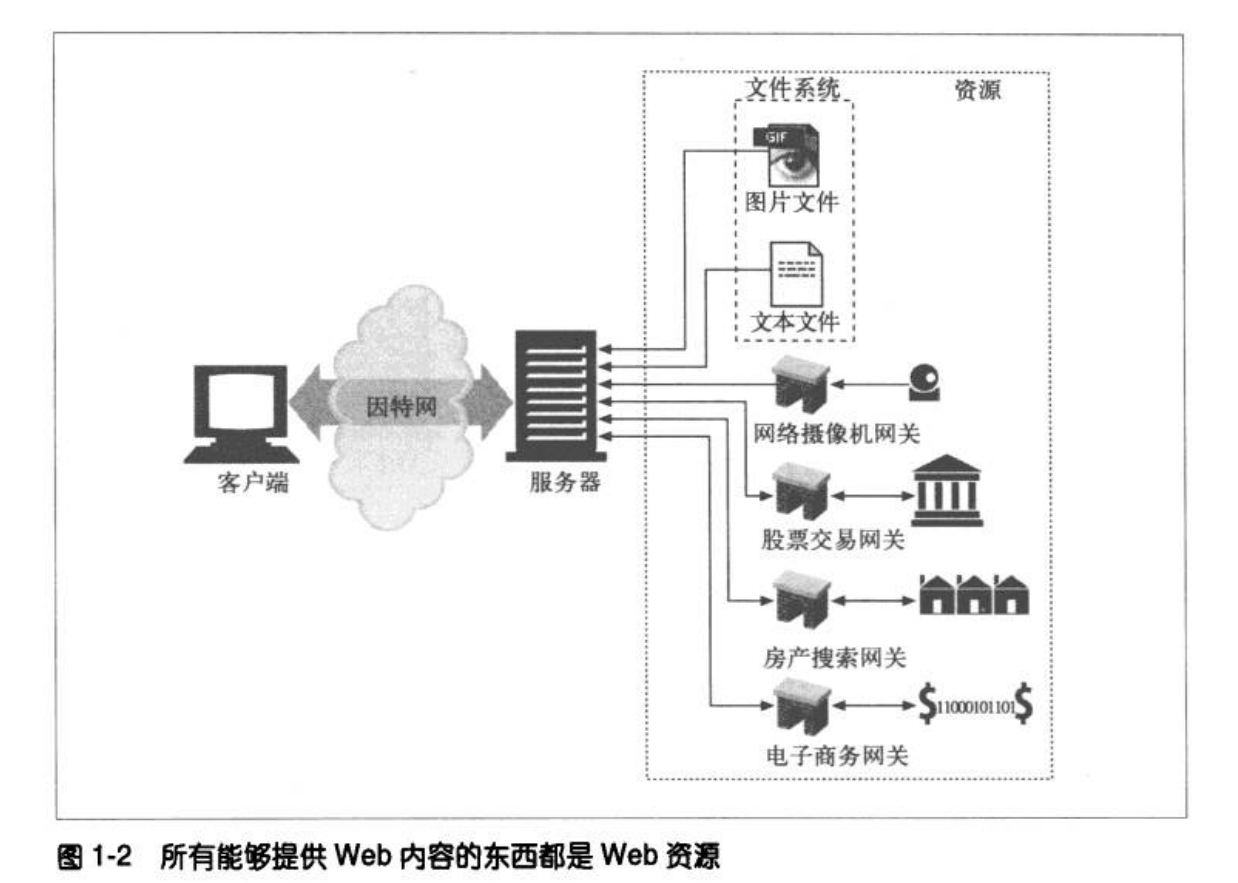 文件系统
资源
GIF
图片文件
文本文件
因特网
客户端
服务器
网络摄像机网关
股票交易网关
房产搜索网关
$11000101101$
电子商务网关
图 1-2 所有能够提供 Web 内容的东西都是 Web 资源